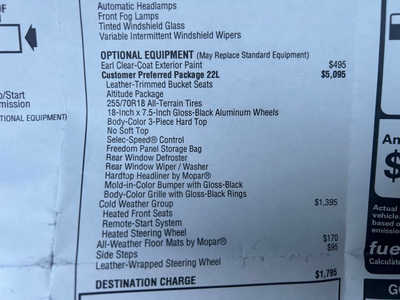 Automatic Headlamps
Front Fog Lamps
Tinted Windshield Glass
Variable Intermittent Windshield Wipers
OPTIONAL EQUIPMENT (May Replace Standard Equipment)
Earl Clear-Coat Exterior Paint $495
Customer Preferred Package 22L $5,095
Leather-Trimmed Bucket Seats
Altitude Package
255/70R18 All-Terrain Tires
18-Inch x 7.5-Inch Gloss-Black Aluminum Wheels
Body-Color 3-Piece Hard Top
No Soft Top
Selec-Speed® Control
Freedom Panel Storage Bag
Rear Window Defroster
Rear Window Wiper / Washer
Hardtop Headliner by Mopar®
Mold-in-Color Bumper with Gloss-Black
Body-Color Grille with Gloss-Black Rings
Cold Weather Group $1,395
Heated Front Seats
Remote-Start System
Heated Steering Wheel
All-Weather Floor Mats by Mopar® $170
Side Steps $95
Leather-Wrapped Steering Wheel
DESTINATION CHARGE $1,795
OF
p/Start
mission
TIONAL EQUIPMENT)
An
$
Actual
vehicle
based o
emission
fue
Calculate
GO